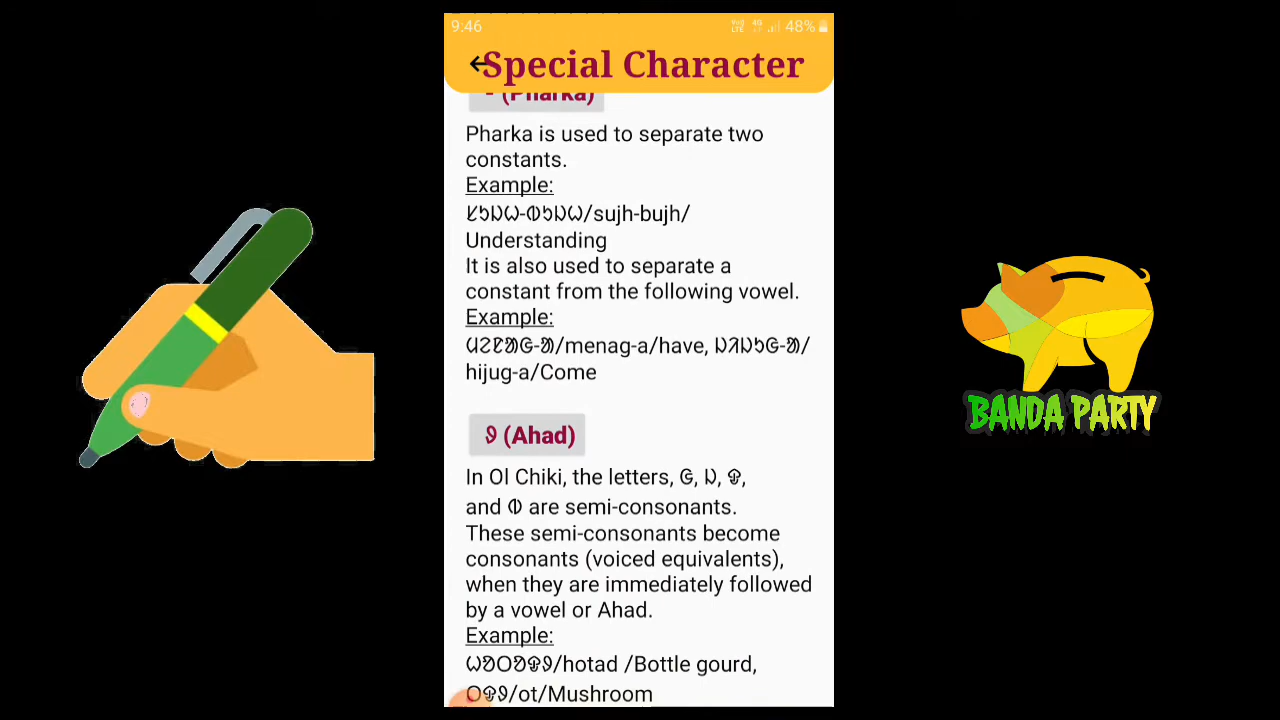 9:46 48%
Special Character
- (Pharka)
Pharka is used to separate two
constants.
Example:
ᱥᱩᱡᱦ-ᱵᱩᱡᱦ/sujh-bujh/
Understanding
It is also used to separate a
constant from the following vowel.
Example:
ᱢᱮᱱᱟᱜ-ᱟ/menag-a/have, ᱡᱤᱡᱩᱜ-ᱟ/
hijug-a/Come
ᱽ (Ahad)
In Ol Chiki, the letters, ᱜ, ᱡ, ᱫ,
and ᱵ are semi-consonants.
These semi-consonants become
consonants (voiced equivalents),
when they are immediately followed
by a vowel or Ahad.
Example:
ᱦᱚᱛᱚᱫᱽ/hotad /Bottle gourd,
ᱛᱫᱽ/ot/Mushroom
BANDA PARTY